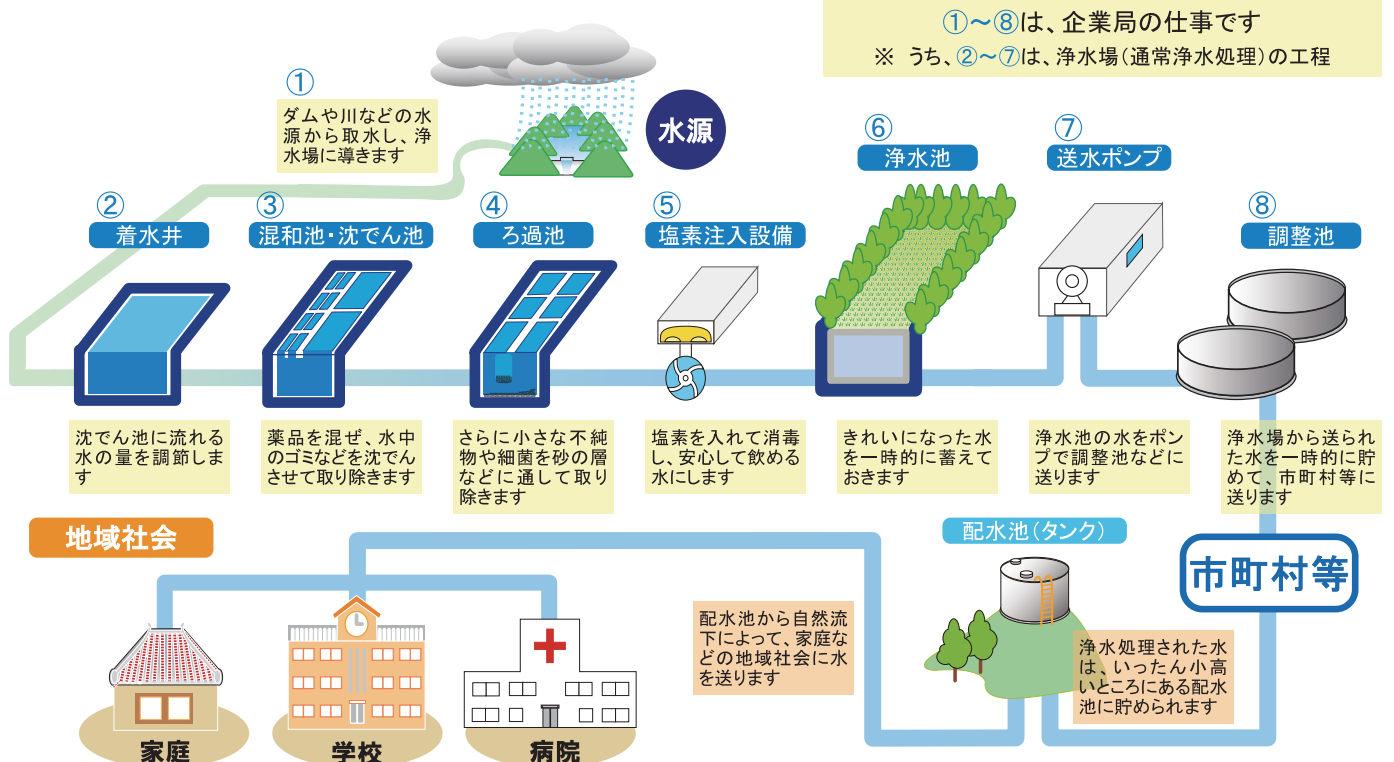 ①～⑧は、企業局の仕事です
※ うち、②～⑦は、浄水場(通常浄水処理)の工程
①
ダムや川などの水
源から取水し、浄
水場に導きます
水源
②
着水井
沈でん池に流れる
水の量を調節しま
す
③
混和池・沈でん池
薬品を混ぜ、水中
のゴミなどを沈でん
させて取り除きます
④
ろ過池
さらに小さな不純
物や細菌を砂の層
などに通して取り
除きます
⑤
塩素注入設備
塩素を入れて消毒
し、安心して飲める
水にします
⑥
浄水池
きれいになった水
を一時的に蓄えて
おきます
⑦
送水ポンプ
浄水池の水をポン
プで調整池などに
送ります
⑧
調整池
浄水場から送られ
た水を一時的に貯
めて、市町村等に
送ります
市町村等
配水池(タンク)
浄水処理された水
は、いったん小高
いところにある配水
池に貯められます
配水池から自然流
下によって、家庭な
どの地域社会に水
を送ります
地域社会
家庭
学校
病院